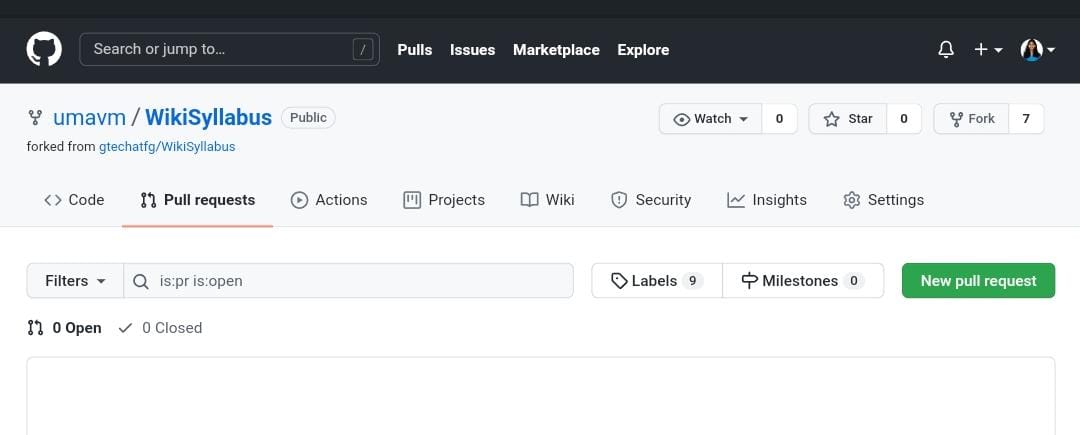 Search or jump to... / Pulls Issues Marketplace Explore
umavm / WikiSyllabus Public Watch 0 Star 0 Fork 7
forked from gtechatfg/WikiSyllabus
Code Pull requests Actions Projects Wiki Security Insights Settings
Filters is:pr is:open Labels 9 Milestones 0 New pull request
0 Open 0 Closed